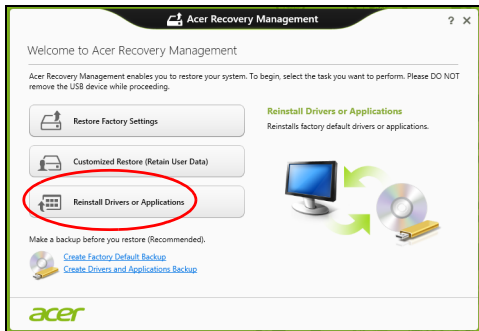 Acer Recovery Management
? ×
Welcome to Acer Recovery Management
Acer Recovery Management enables you to restore your system. To begin, select the task you want to perform. Please DO NOT
remove the USB device while proceeding.
Restore Factory Settings
Customized Restore (Retain User Data)
Reinstall Drivers or Applications
Reinstall Drivers or Applications
Reinstalls factory default drivers or applications.
Make a backup before you restore (Recommended).
Create Factory Default Backup
Create Drivers and Applications Backup
acer